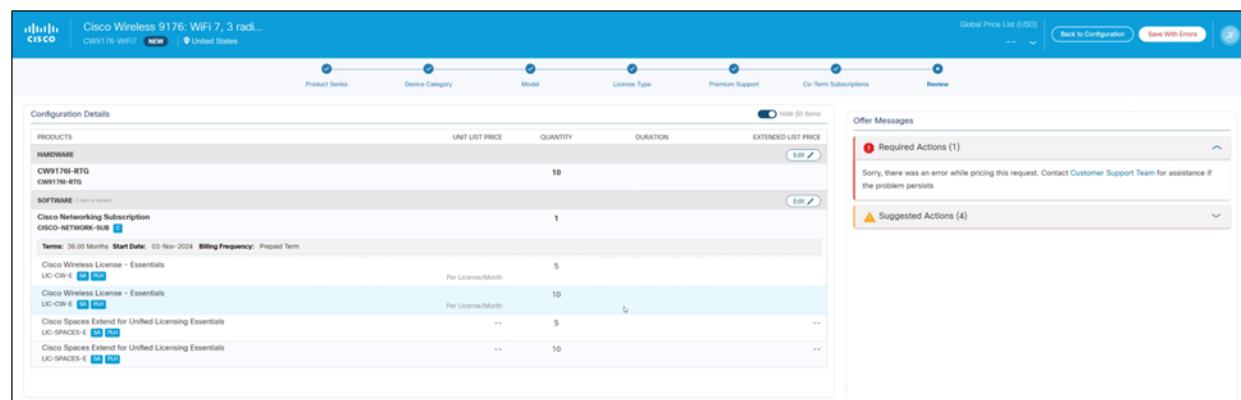 CISCO
Cisco Wireless 9176: WiFi 7, 3 radi...
CW9176-WIFI7 NEW United States
Global Price List (USD)
-- 
Back to Configuration
Save With Errors
JF
Product Series
Device Category
Model
License Type
Premium Support
Co-Term Subscriptions
Review
Configuration Details
Hide $0 items
PRODUCTS UNIT LIST PRICE QUANTITY DURATION EXTENDED LIST PRICE
HARDWARE Edit
CW9176I-RTG 10
CW9176I-RTG
SOFTWARE Edit
Cisco Networking Subscription 1
CISCO-NETWORK-SUB C
Terms: 36.00 Months Start Date: 03-Nov-2024 Billing Frequency: Prepaid Term
Cisco Wireless License - Essentials 5
LIC-CW-E SA PUH Per License/Month
Cisco Wireless License - Essentials 10
LIC-CW-E SA PUH Per License/Month
Cisco Spaces Extend for Unified Licensing Essentials -- 5 --
LIC-SPACES-E SA PUH
Cisco Spaces Extend for Unified Licensing Essentials -- 10 --
LIC-SPACES-E SA PUH
Offer Messages
Required Actions (1)
Sorry, there was an error while pricing this request. Contact Customer Support Team for assistance if
the problem persists
Suggested Actions (4)